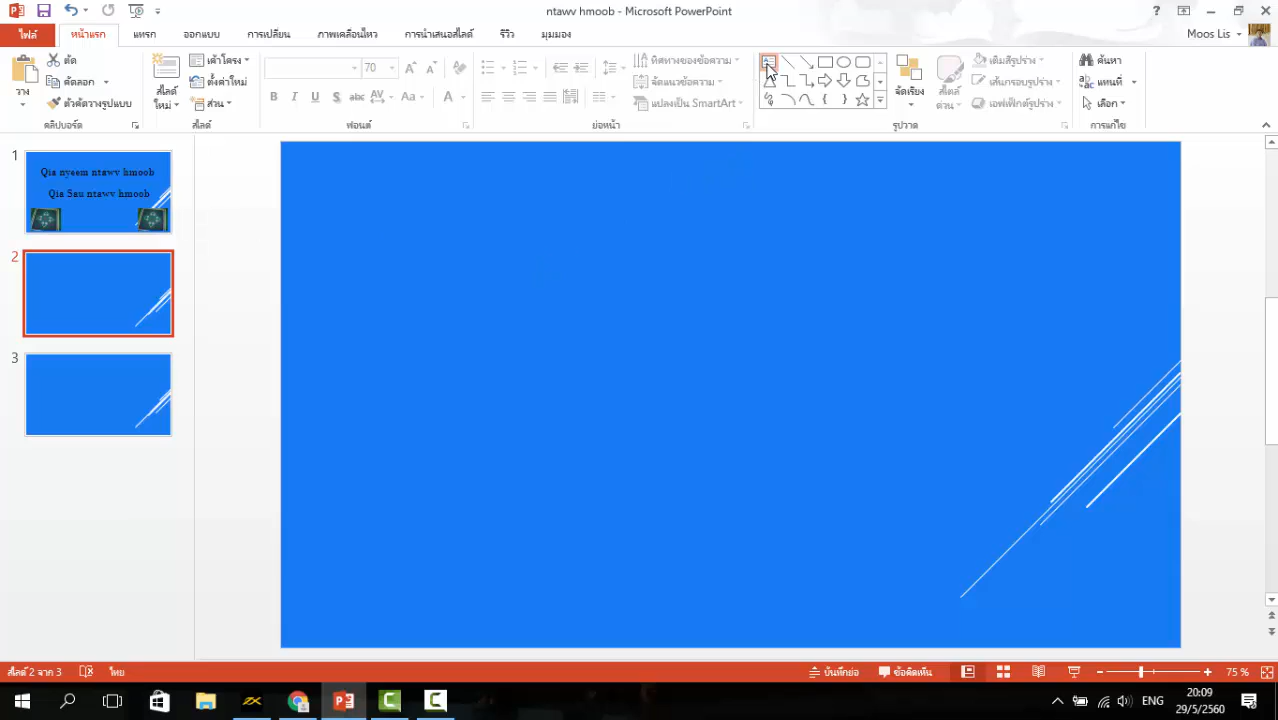 ntawv hmoob - Microsoft PowerPoint
ไฟล์ หน้าแรก แทรก ออกแบบ การเปลี่ยน ภาพเคลื่อนไหว การนำเสนอสไลด์ รีวิว มุมมอง Moos Lis
วาง
ตัด
คัดลอก
ตัวคัดวางรูปแบบ
คลิปบอร์ด
สไลด์ใหม่
เค้าโครง
ตั้งค่าใหม่
ส่วน
สไลด์
70
B I U S abc AV Aa A
ฟอนต์
ทิศทางของข้อความ
จัดแนวข้อความ
แปลงเป็น SmartArt
ย่อหน้า
จัดเรียง
สไตล์ด่วน
เติมสีรูปร่าง
เส้นกรอบรูปร่าง
เอฟเฟ็กต์รูปร่าง
รูปวาด
ค้นหา
แทนที่
เลือก
การแก้ไข
1
Qia nyeem ntawv hmoob
Qia Sau ntawv hmoob
2
3
สไลด์ 2 จาก 3 ไทย บันทึกย่อ ข้อคิดเห็น 75 %
ENG 20:09
29/5/2560